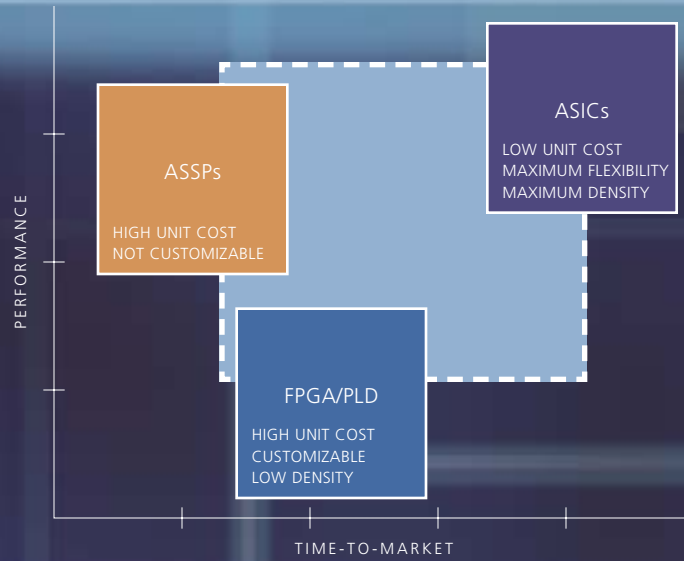 PERFORMANCE
ASSPs
HIGH UNIT COST
NOT CUSTOMIZABLE
ASICs
LOW UNIT COST
MAXIMUM FLEXIBILITY
MAXIMUM DENSITY
FPGA/PLD
HIGH UNIT COST
CUSTOMIZABLE
LOW DENSITY
TIME-TO-MARKET